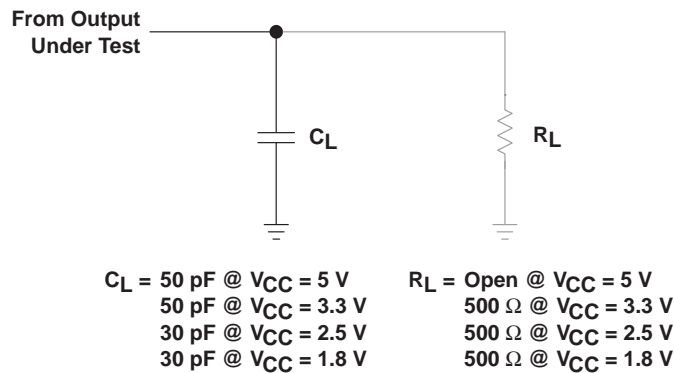 From Output
Under Test
CL
RL
CL = 50 pF @ VCC = 5 V
50 pF @ VCC = 3.3 V
30 pF @ VCC = 2.5 V
30 pF @ VCC = 1.8 V
RL = Open @ VCC = 5 V
500 Ω @ VCC = 3.3 V
500 Ω @ VCC = 2.5 V
500 Ω @ VCC = 1.8 V